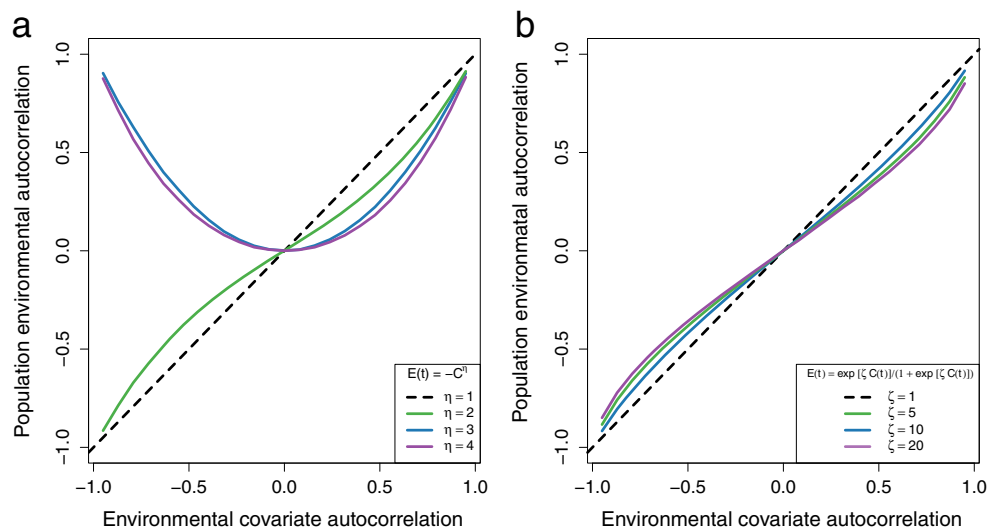 a
b
Population environmental autocorrelation
1.0
0.5
0.0
−0.5
−1.0
E(t) = −C^η
η = 1
η = 2
η = 3
η = 4
−1.0 −0.5 0.0 0.5 1.0
Environmental covariate autocorrelation
Population environmatal autocorrelation
1.0
0.5
0.0
−0.5
−1.0
E(t) = exp [ζ C(t)]/(1 + exp [ζ C(t)])
ζ = 1
ζ = 5
ζ = 10
ζ = 20
−1.0 −0.5 0.0 0.5 1.0
Environmental covariate autocorrelation